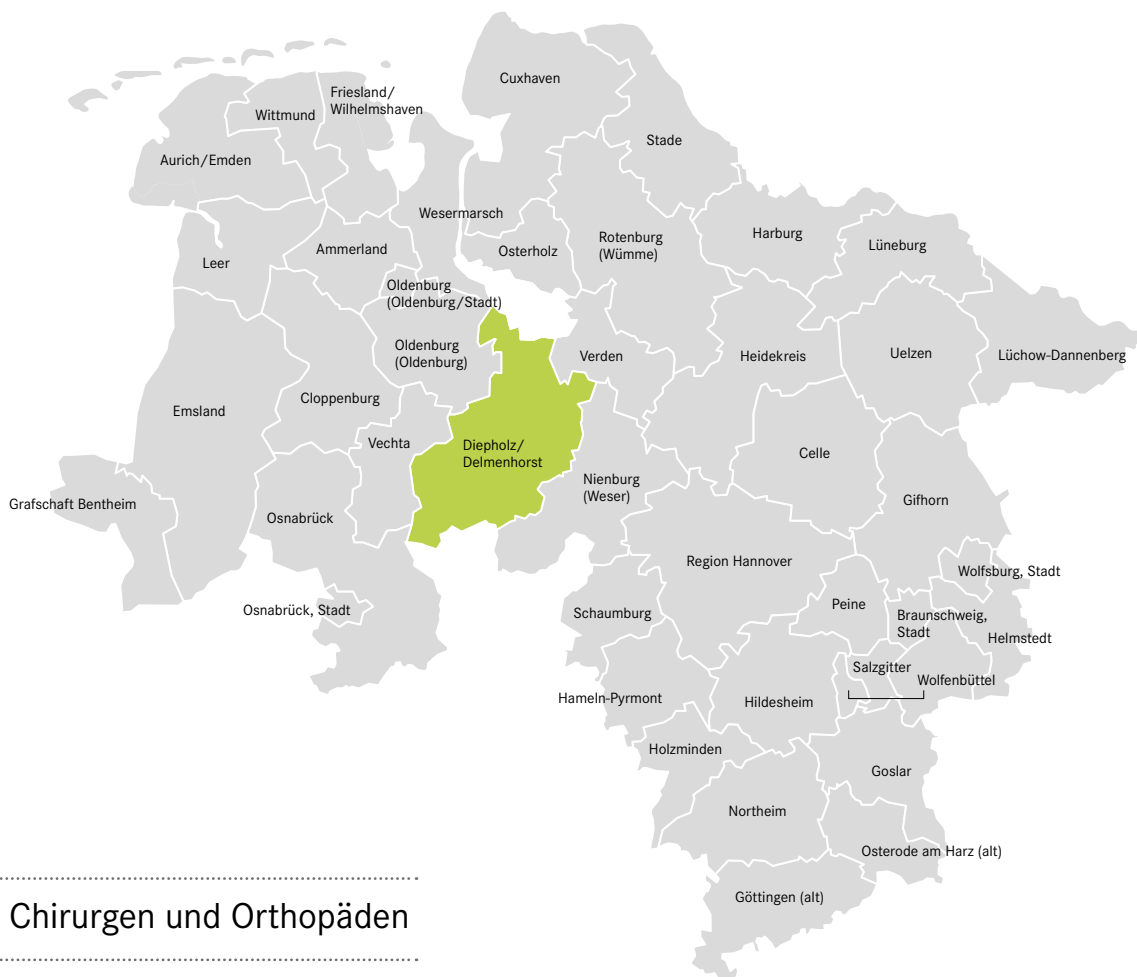 Cuxhaven
Friesland/
Wilhelmshaven
Wittmund
Stade
Aurich/Emden
Wesermarsch
Harburg
Rotenburg
(Wümme)
Lüneburg
Ammerland
Osterholz
Leer
Oldenburg
(Oldenburg/Stadt)
Oldenburg
(Oldenburg)
Verden
Heidekreis
Uelzen
Lüchow-Dannenberg
Emsland
Cloppenburg
Vechta
Diepholz/
Delmenhorst
Celle
Nienburg
(Weser)
Gifhorn
Grafschaft Bentheim
Osnabrück
Region Hannover
Wolfsburg, Stadt
Osnabrück, Stadt
Schaumburg
Peine
Braunschweig,
Stadt
Helmstedt
Salzgitter
Wolfenbüttel
Hameln-Pyrmont
Hildesheim
Holzminden
Goslar
Northeim
Osterode am Harz (alt)
Göttingen (alt)
Chirurgen und Orthopäden